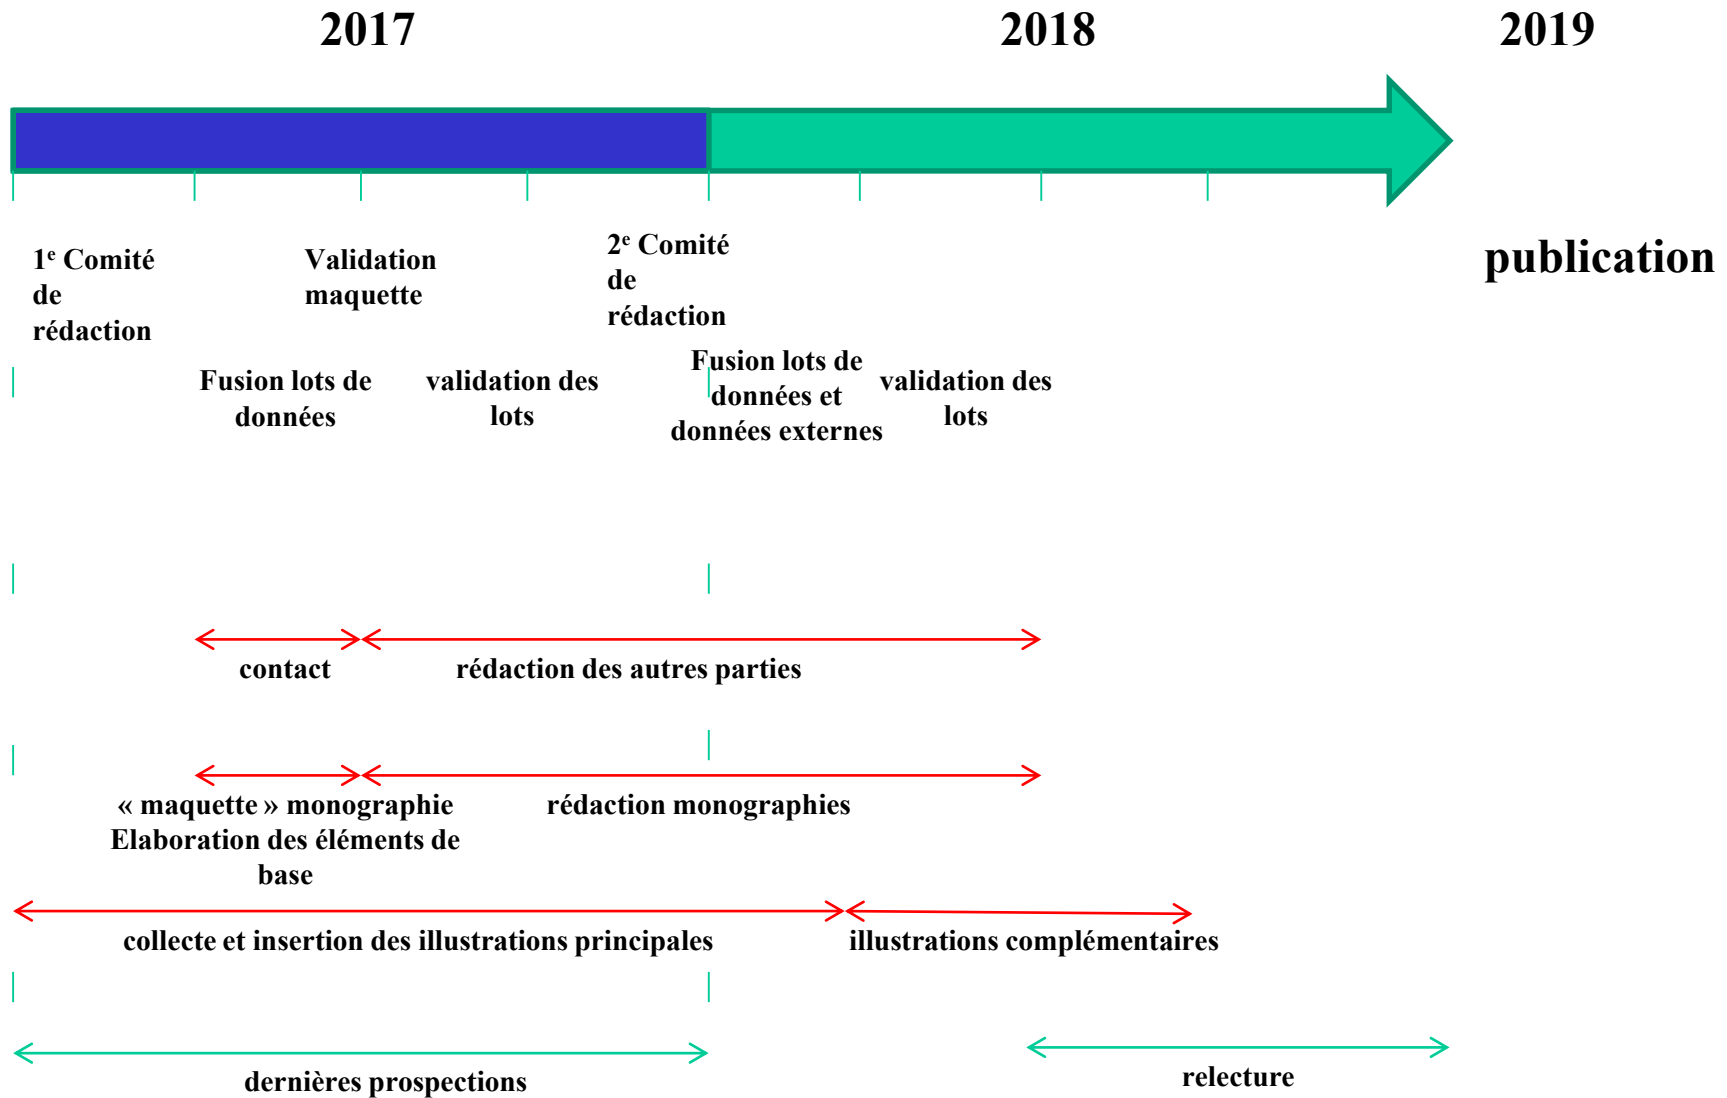 2017
2018
2019
1e Comité
de
rédaction
Validation
maquette
2e Comité
de
rédaction
publication
Fusion lots de
données
validation des
lots
Fusion lots de
données et
données externes
validation des
lots
contact
rédaction des autres parties
« maquette » monographie
Elaboration des éléments de
base
rédaction monographies
collecte et insertion des illustrations principales
illustrations complémentaires
dernières prospections
relecture